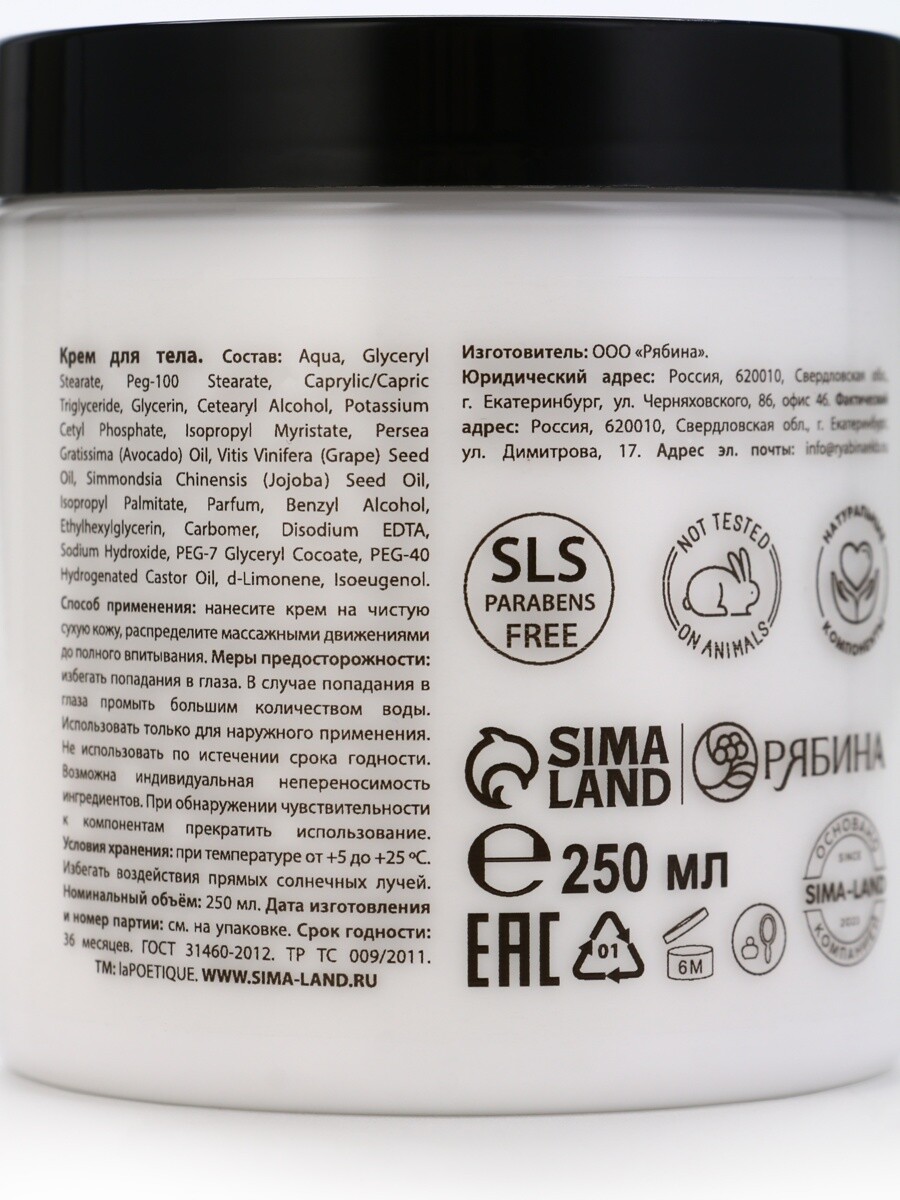 Крем для тела. Состав: Aqua, Glyceryl
Stearate, Peg-100 Stearate, Caprylic/Capric
Triglyceride, Glycerin, Cetearyl Alcohol, Potassium
Cetyl Phosphate, Isopropyl Myristate, Persea
Gratissima (Avocado) Oil, Vitis Vinifera (Grape) Seed
Oil, Simmondsia Chinensis (Jojoba) Seed Oil,
Isopropyl Palmitate, Parfum, Benzyl Alcohol,
Ethylhexylglycerin, Carbomer, Disodium EDTA,
Sodium Hydroxide, PEG-7 Glyceryl Cocoate, PEG-40
Hydrogenated Castor Oil, d-Limonene, Isoeugenol.
Способ применения: нанесите крем на чистую
сухую кожу, распределите массажными движениями
до полного впитывания. Меры предосторожности:
избегать попадания в глаза. В случае попадания в
глаза промыть большим количеством воды.
Использовать только для наружного применения.
Не использовать по истечении срока годности.
Возможна индивидуальная непереносимость
ингредиентов. При обнаружении чувствительности
к компонентам прекратить использование.
Условия хранения: при температуре от +5 до +25 ºС.
Избегать воздействия прямых солнечных лучей.
Номинальный объём: 250 мл. Дата изготовления
и номер партии: см. на упаковке. Срок годности:
36 месяцев. ГОСТ 31460-2012. ТР ТС 009/2011.
TM: laPOETIQUE. WWW.SIMA-LAND.RU
Изготовитель: ООО «Рябина».
Юридический адрес: Россия, 620010, Свердловская обл.,
г. Екатеринбург, ул. Черняховского, 86, офис 46. Фактический
адрес: Россия, 620010, Свердловская обл., г. Екатеринбург,
ул. Димитрова, 17. Адрес эл. почты:
SLS
PARABENS
FREE
NOT TESTED
ON ANIMALS
НАТУРАЛЬНЫЕ
КОМПОНЕНТЫ
SIMA
LAND
РЯБИНА
e 250 мл
ОСНОВАНО
SINCE
SIMA-LAND
КОМПАНИЕЙ
EAC
01
6M